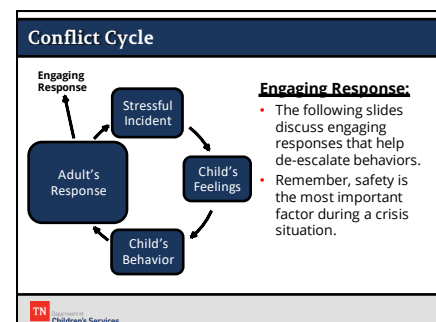 Conflict Cycle
Engaging
Response
Stressful
Incident
Adult's
Response
Child's
Feelings
Child's
Behavior
Engaging Response:
• The following slides
discuss engaging
responses that help
de-escalate behaviors.
• Remember, safety is
the most important
factor during a crisis
situation.
TN
Department of
Children's Services